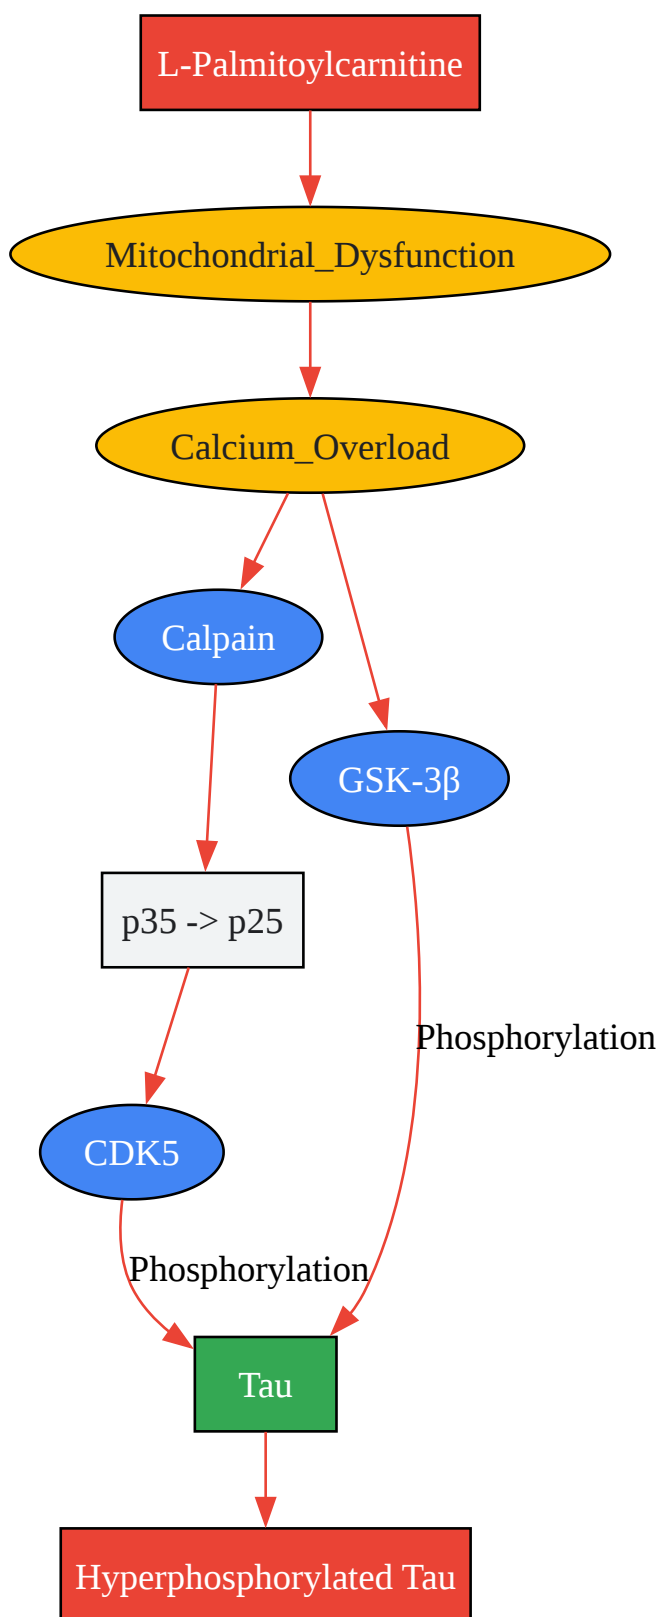 L-Palmitoylcarnitine
Mitochondrial_Dysfunction
Calcium_Overload
Calpain
GSK-3β
p35 -> p25
Phosphorylation
CDK5
Phosphorylation
Tau
Hyperphosphorylated Tau